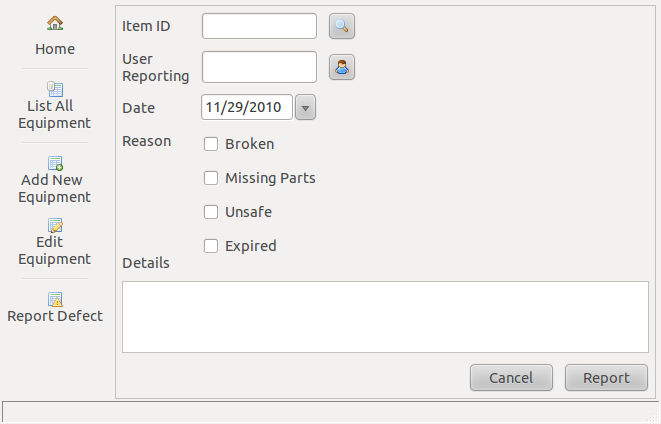 Home
List All
Equipment
Add New
Equipment
Edit
Equipment
Report Defect
Item ID
User
Reporting
Date
11/29/2010
Reason
Broken
Missing Parts
Unsafe
Expired
Details
Cancel
Report